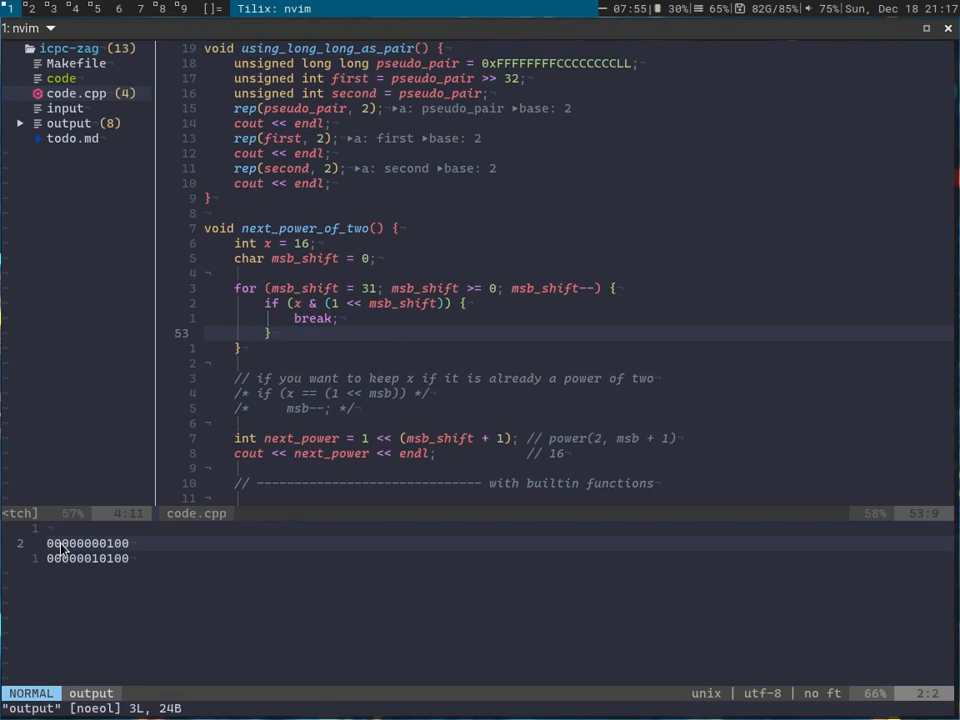 1 2 3 4 5 6 7 8 9 []= Tilix: nvim 07:55 30% 65% 82G/85% 75% Sun, Dec 18 21:17
1: nvim
icpc-zag (13)
Makefile
code
code.cpp (4)
input
output (8)
todo.md
19 void using_long_long_as_pair() {
18 unsigned long long pseudo_pair = 0xFFFFFFFFCCCCCCCCLL;
17 unsigned int first = pseudo_pair >> 32;
16 unsigned int second = pseudo_pair;
15 rep(pseudo_pair, 2); ▸a: pseudo_pair ▸base: 2
14 cout << endl;
13 rep(first, 2); ▸a: first ▸base: 2
12 cout << endl;
11 rep(second, 2); ▸a: second ▸base: 2
10 cout << endl;
9 }
8
7 void next_power_of_two() {
6 int x = 16;
5 char msb_shift = 0;
4
3 for (msb_shift = 31; msb_shift >= 0; msb_shift--) {
2 if (x & (1 << msb_shift)) {
1 break;
53 }
1 }
2
3 // if you want to keep x if it is already a power of two
4 /* if (x == (1 << msb)) */
5 /* msb--; */
6
7 int next_power = 1 << (msb_shift + 1); // power(2, msb + 1)
8 cout << next_power << endl; // 16
9
10 // ------------------------------ with builtin functions
11
<tch] 57% 4:11 code.cpp 58% 53:9
1
2 00000000100
1 00000010100
NORMAL output unix | utf-8 | no ft 66% 2:2
"output" [noeol] 3L, 24B